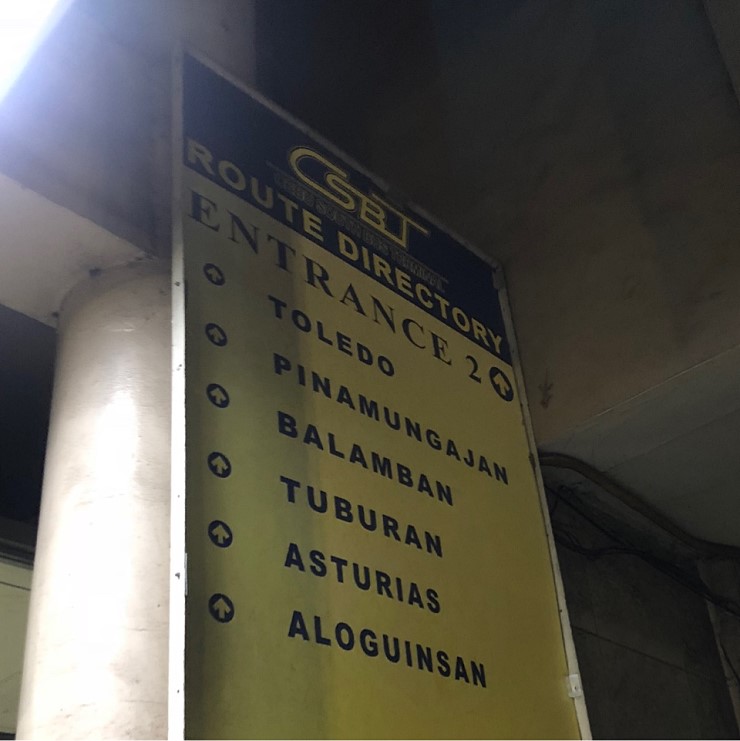 CSBT
ROUTE DIRECTORY
ENTRANCE 2
TOLEDO
PINAMUNGAJAN
BALAMBAN
TUBURAN
ASTURIAS
ALOGUINSAN